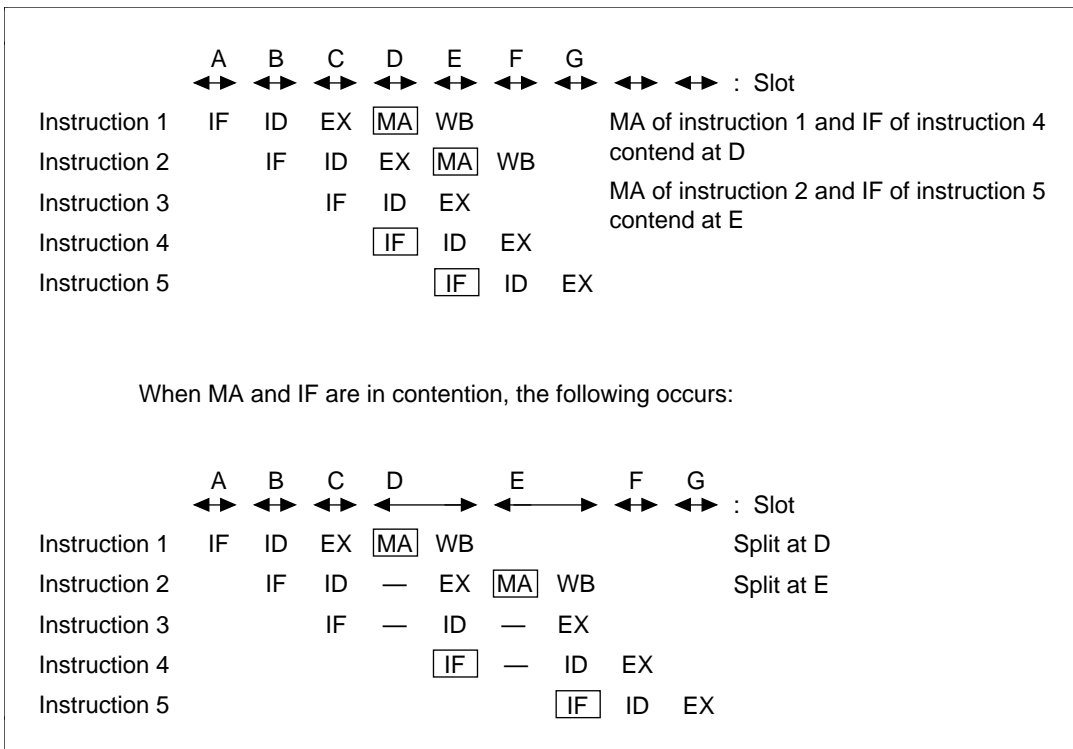 A B C D E F G
: Slot
Instruction 1 IF ID EX MA WB MA of instruction 1 and IF of instruction 4
contend at D
Instruction 2 IF ID EX MA WB
MA of instruction 2 and IF of instruction 5
contend at E
Instruction 3 IF ID EX
Instruction 4 IF ID EX
Instruction 5 IF ID EX
When MA and IF are in contention, the following occurs:
A B C D E F G
: Slot
Instruction 1 IF ID EX MA WB Split at D
Instruction 2 IF ID — EX MA WB Split at E
Instruction 3 IF — ID — EX
Instruction 4 IF — ID EX
Instruction 5 IF ID EX